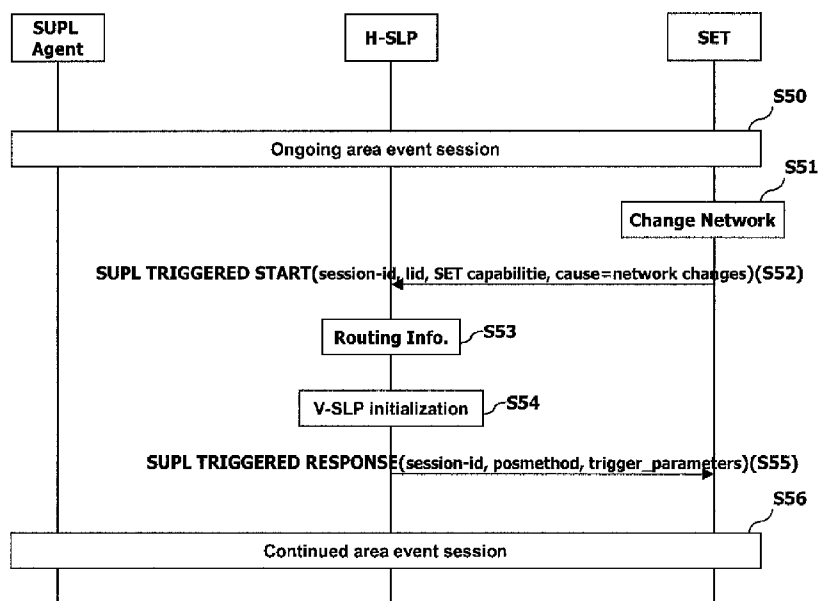 SUPL
Agent
H-SLP
SET
S50
Ongoing area event session
S51
Change Network
SUPL TRIGGERED START(session-id, lid, SET capabilitie, cause=network changes)(S52)
Routing Info.
S53
V-SLP initialization
S54
SUPL TRIGGERED RESPONSE(session-id, posmethod, trigger_parameters)(S55)
S56
Continued area event session